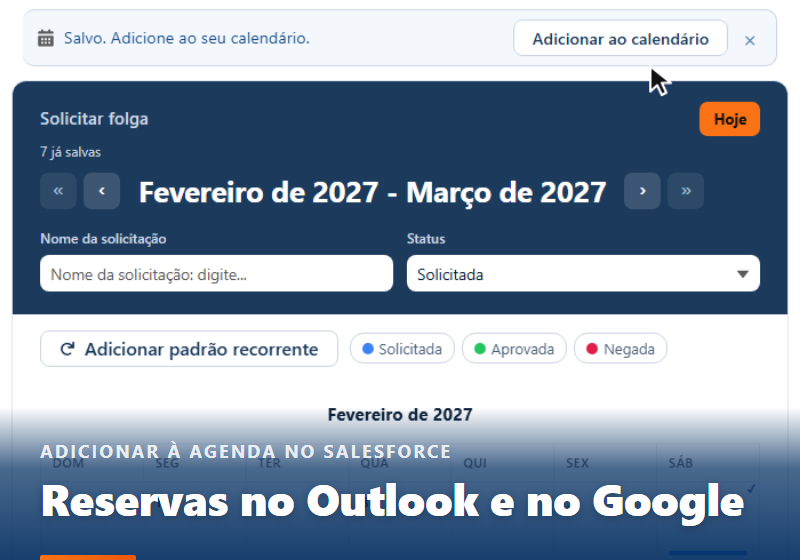 Salvo. Adicione ao seu calendário.
Adicionar ao calendário
×
Solicitar folga
Hoje
7 já salvas
« ‹ Fevereiro de 2027 - Março de 2027 › »
Nome da solicitação
Status
Nome da solicitação: digite...
Solicitada
Adicionar padrão recorrente
Solicitada
Aprovada
Negada
Fevereiro de 2027
ADICIONAR À AGENDA NO SALESFORCE
DOM SEG TER QUA QUI SEX SÁB
Reservas no Outlook e no Google